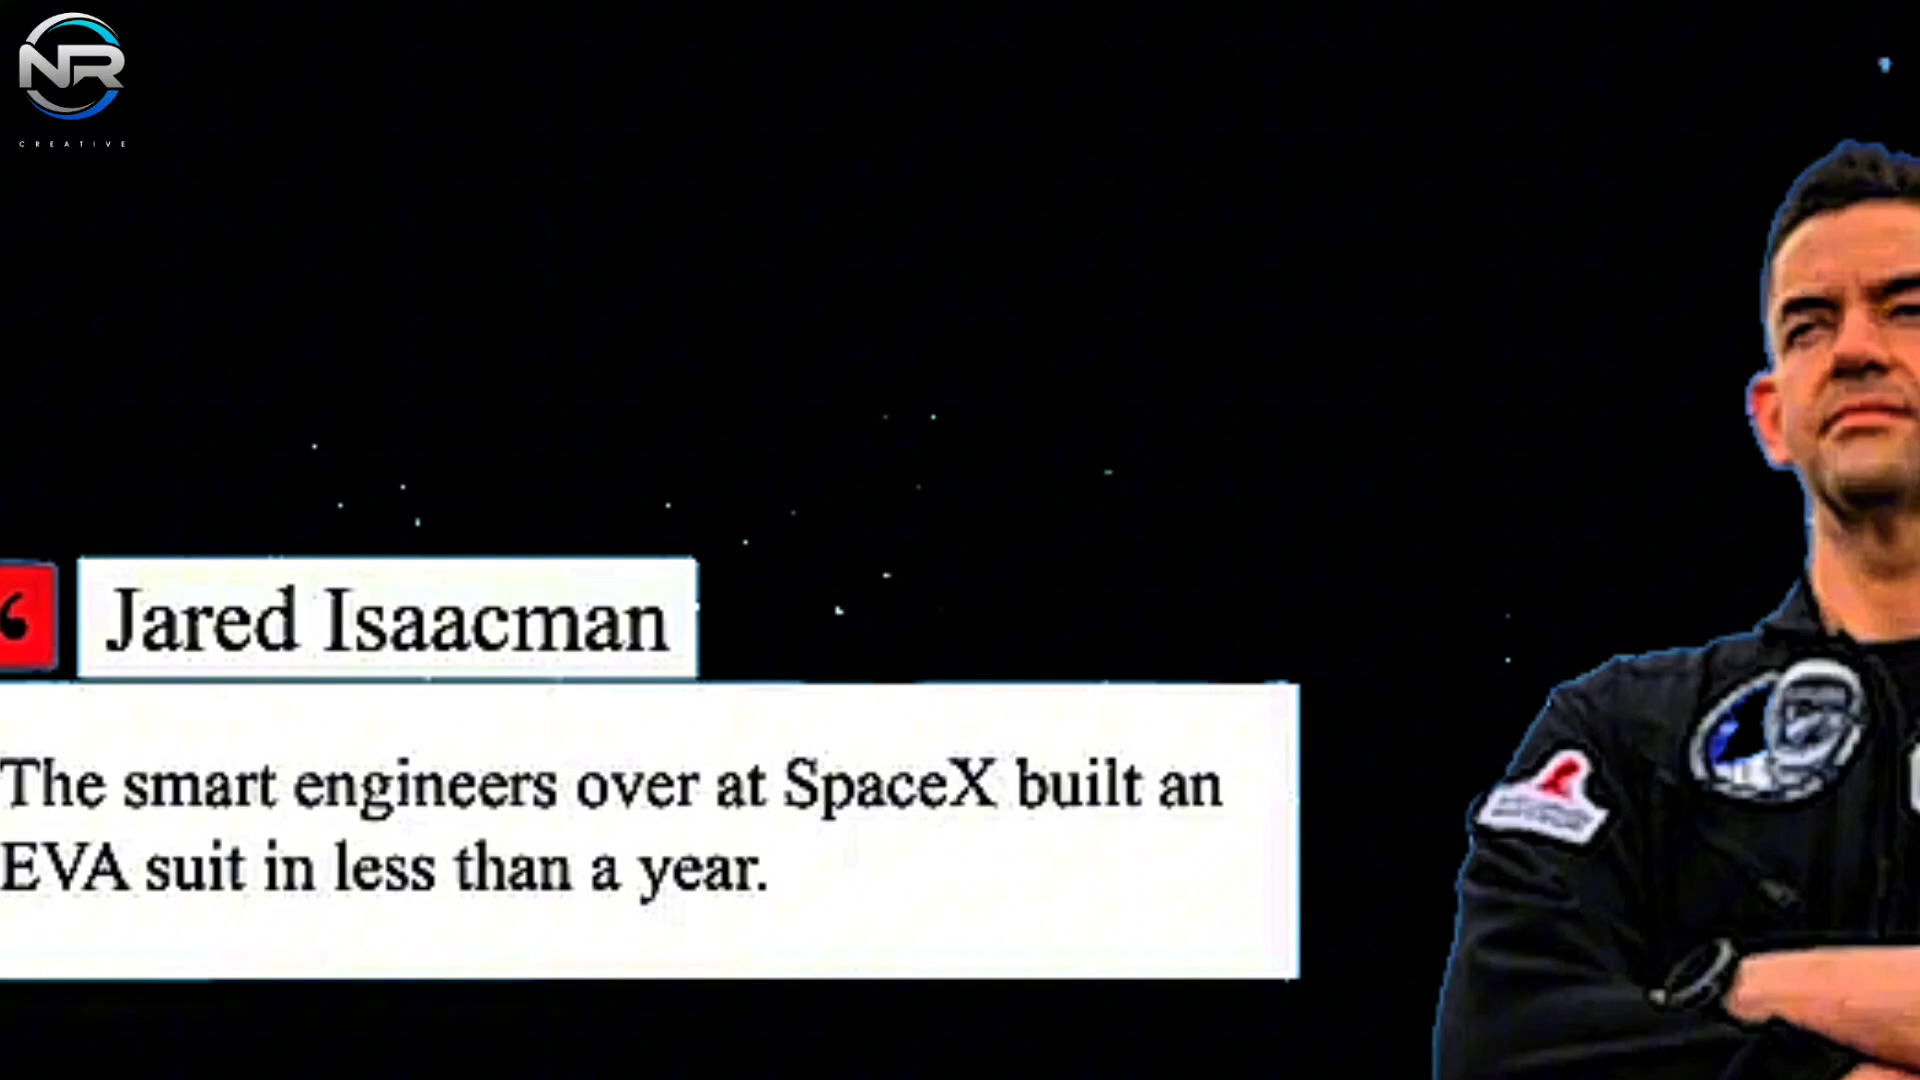 NR
CREATIVE
Jared Isaacman
The smart engineers over at SpaceX built an
EVA suit in less than a year.